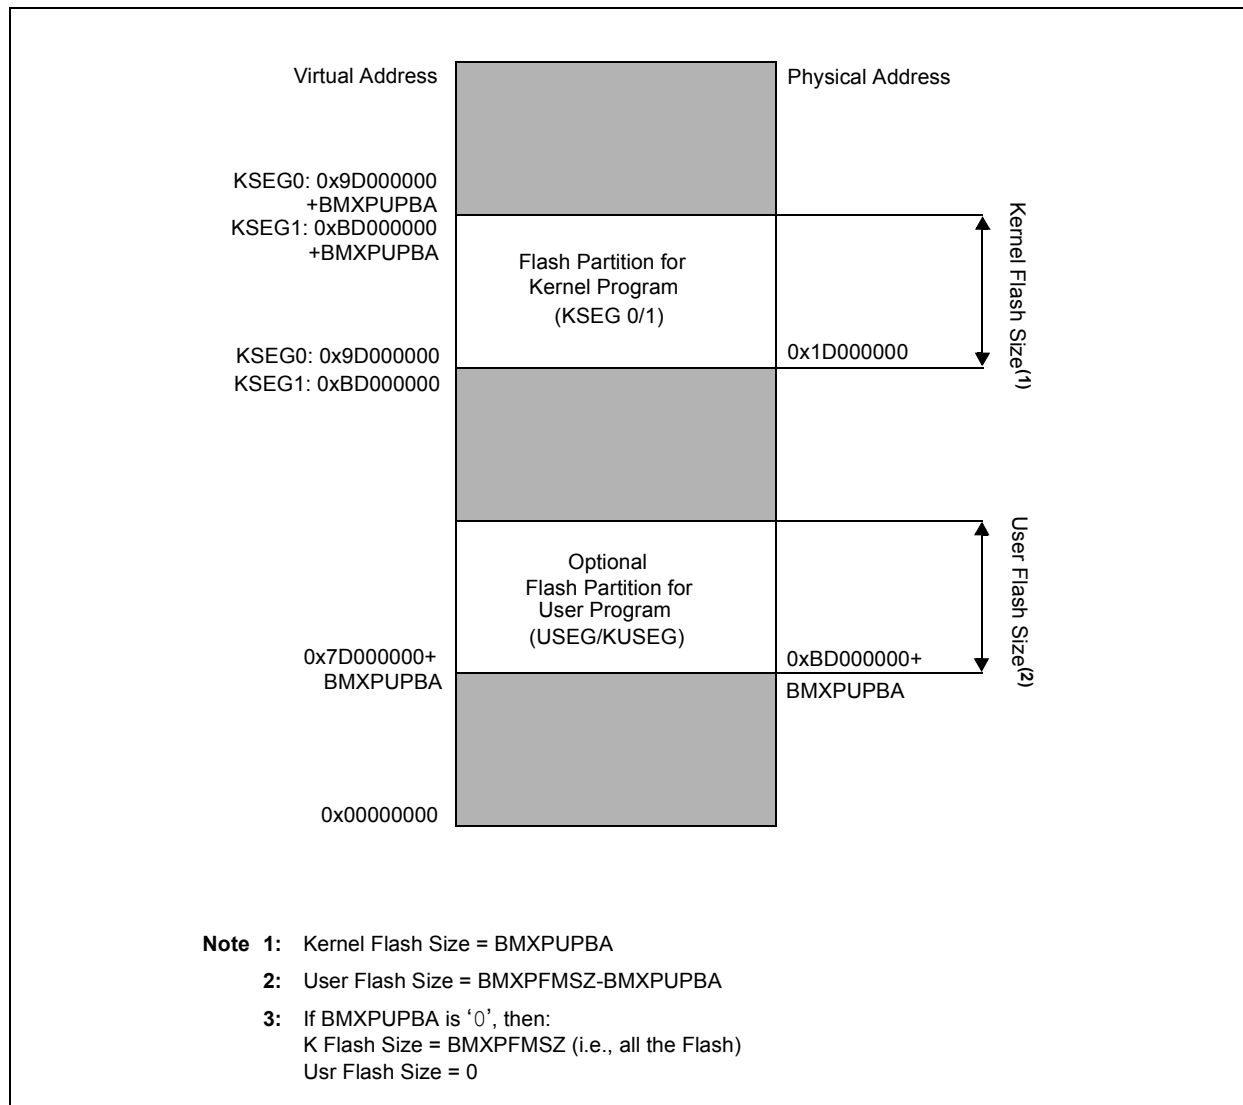 Virtual Address
Physical Address
KSEG0: 0x9D000000
+BMXPUPBA
KSEG1: 0xBD000000
+BMXPUPBA
Flash Partition for
Kernel Program
(KSEG 0/1)
Kernel Flash Size(1)
KSEG0: 0x9D000000
KSEG1: 0xBD000000
0x1D000000
Optional
Flash Partition for
User Program
(USEG/KUSEG)
User Flash Size(2)
0x7D000000+
BMXPUPBA
0xBD000000+
BMXPUPBA
0x00000000
Note 1: Kernel Flash Size = BMXPUPBA
2: User Flash Size = BMXPFMSZ-BMXPUPBA
3: If BMXPUPBA is ‘0’, then:
K Flash Size = BMXPFMSZ (i.e., all the Flash)
Usr Flash Size = 0